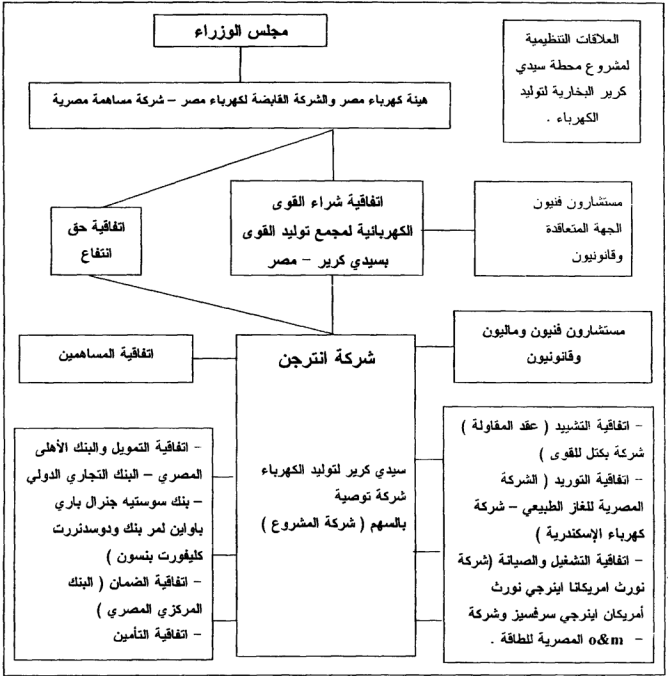 مجلس الوزراء
العلاقات التنظيمية
لمشروع محطة سيدي
كرير البخارية لتوليد
الكهرباء .
هيئة كهرباء مصر والشركة القابضة لكهرباء مصر – شركة مساهمة مصرية
اتفاقية حق
انتفاع
اتفاقية شراء القوى
الكهربائية لمجمع توليد القوى
بسيدي كرير – مصر
مستشارون فنيون
الجهة المتعاقدة
وقانونيون
اتفاقية المساهمين
شركة انترجن
سيدي كرير لتوليد الكهرباء
شركة توصية
بالسهم ( شركة المشروع )
مستشارون فنيون وماليون
وقانونيون
– اتفاقية التشييد ( عقد المقاولة )
شركة بكتل للقوى )
– اتفاقية التوريد ( الشركة
المصرية للغاز الطبيعي – شركة
كهرباء الإسكندرية )
– اتفاقية التشغيل والصيانة (شركة
نورث امريكانا اينرجي نورث
أمريكان اينرجي سرفسيز وشركة
– o&m المصرية للطاقة .
– اتفاقية التمويل والبنك الأهلى
المصري – البنك التجاري الدولي
– بنك سوستيه جنرال باري
باواين لمر بنك ودوسدنررت
كليفورت بنسون )
– اتفاقية الضمان ( البنك
المركزي المصري )
– اتفاقية التأمين